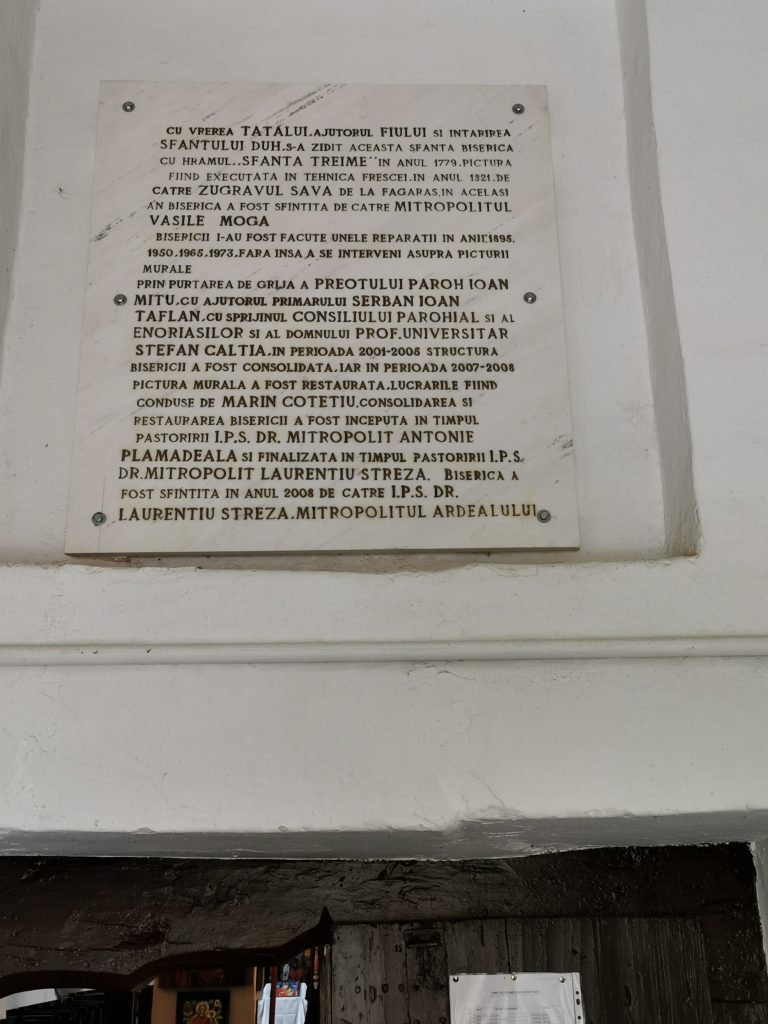 CU VREREA TATALUI, AJUTORUL FIULUI SI INTARIREA
SFANTULUI DUH, S-A ZIDIT ACEASTA SFANTA BISERICA
CU HRAMUL,,SFANTA TREIME" IN ANUL 1779. PICTURA
FIIND EXECUTATA IN TEHNICA FRESCEI, IN ANUL 1821, DE
CATRE ZUGRAVUL SAVA DE LA FAGARAS, IN ACELASI
AN BISERICA A FOST SFINTITA DE CATRE MITROPOLITUL
VASILE MOGA
BISERICII I-AU FOST FACUTE UNELE REPARATII IN ANII: 1895,
1950, 1965, 1973, FARA INSA A SE INTERVENI ASUPRA PICTURII
MURALE
PRIN PURTAREA DE GRIJA A PREOTULUI PAROH IOAN
MITU, CU AJUTORUL PRIMARULUI SERBAN IOAN
TAFLAN, CU SPRIJINUL CONSILIULUI PAROHIAL SI AL
ENORIASILOR SI AL DOMNULUI PROF. UNIVERSITAR
STEFAN CALTIA, IN PERIOADA 2001-2005 STRUCTURA
BISERICII A FOST CONSOLIDATA, IAR IN PERIOADA 2007-2008
PICTURA MURALA A FOST RESTAURATA, LUCRARILE FIIND
CONDUSE DE MARIN COTETIU. CONSOLIDAREA SI
RESTAURAREA BISERICII A FOST INCEPUTA IN TIMPUL
PASTORIRII I.P.S. DR. MITROPOLIT ANTONIE
PLAMADEALA SI FINALIZATA IN TIMPUL PASTORIRII I.P.S.
DR. MITROPOLIT LAURENTIU STREZA. BISERICA A
FOST SFINTITA IN ANUL 2008 DE CATRE I.P.S. DR.
LAURENTIU STREZA, MITROPOLITUL ARDEALULUI